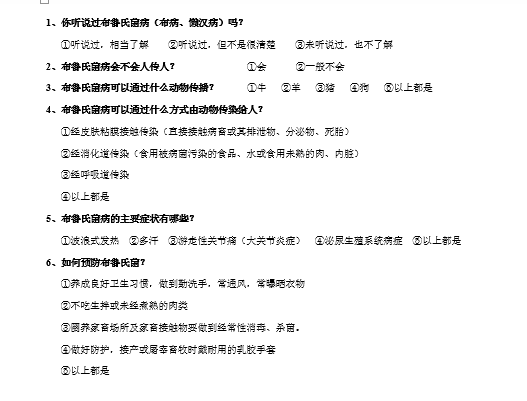 1、你听说过布鲁氏菌病（布病、懒汉病）吗？
①听说过，相当了解 ②听说过，但不是很清楚 ③未听说过，也不了解
2、布鲁氏菌病会不会人传人？ ①会 ②一般不会
3、布鲁氏菌病可以通过什么动物传播？ ①牛 ②羊 ③猪 ④狗 ⑤以上都是
4、布鲁氏菌病可以通过什么方式由动物传染给人？
①经皮肤粘膜接触传染（直接接触病畜或其排泄物、分泌物、死胎）
②经消化道传染（食用被病菌污染的食品、水或食用未熟的肉、内脏）
③经呼吸道传染
④以上都是
5、布鲁氏菌病的主要症状有哪些？
①波浪式发热 ②多汗 ③游走性关节痛（大关节炎症） ④泌尿生殖系统病症 ⑤以上都是
6、如何预防布鲁氏菌？
①养成良好卫生习惯，做到勤洗手，常通风，常曝晒衣物
②不吃生拌或未经煮熟的肉类
③圈养家畜场所及家畜接触物要做到经常性消毒、杀菌。
④做好防护，接产或屠宰畜牧时戴耐用的乳胶手套
⑤以上都是